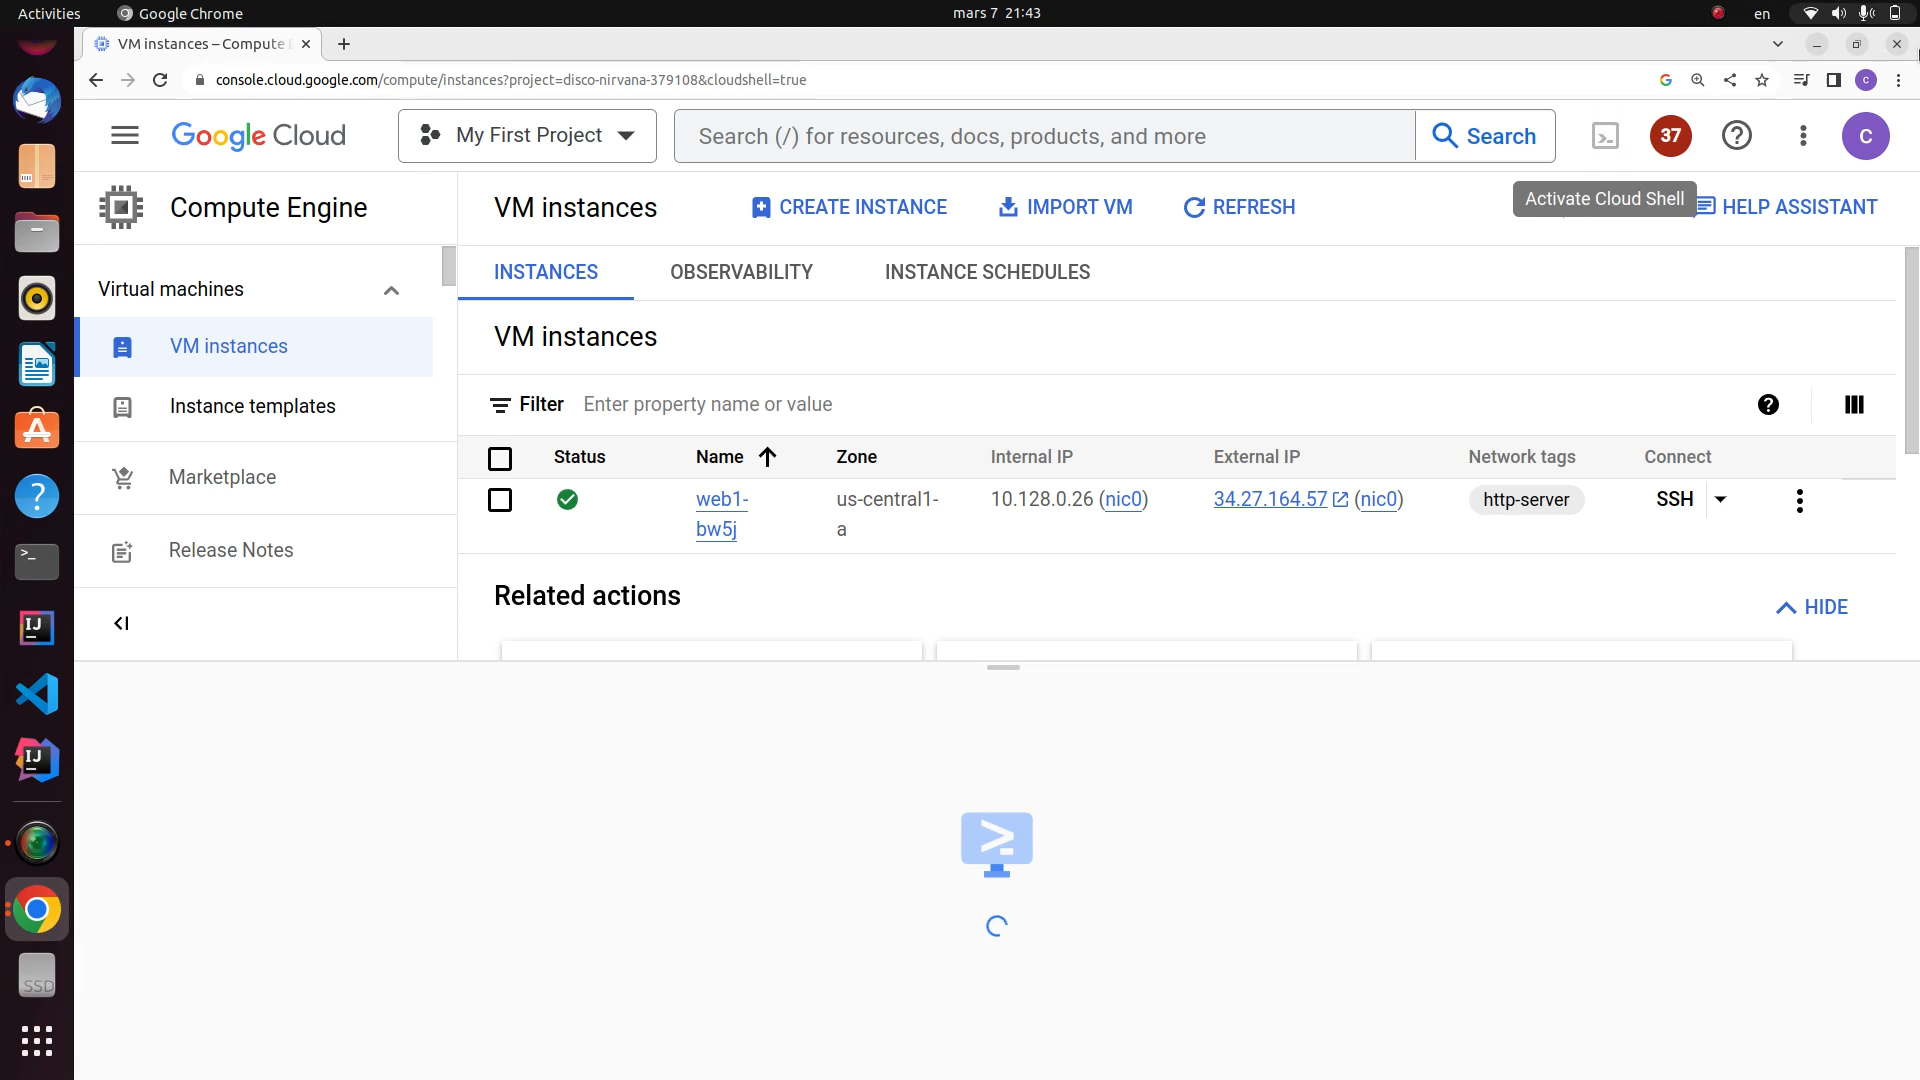 Activities
Google Chrome
mars 7 21:43
en
VM instances – Compute
console.cloud.google.com/compute/instances?project=disco-nirvana-379108&cloudshell=true
G
c
Google Cloud
My First Project
Search (/) for resources, docs, products, and more
Search
37
C
Compute Engine
VM instances
CREATE INSTANCE
IMPORT VM
REFRESH
Activate Cloud Shell
HELP ASSISTANT
Virtual machines
VM instances
Instance templates
Marketplace
Release Notes
INSTANCES
OBSERVABILITY
INSTANCE SCHEDULES
VM instances
Filter Enter property name or value
Status Name Zone Internal IP External IP Network tags Connect
web1- us-central1- 10.128.0.26 (nic0) 34.27.164.57 (nic0) http-server SSH
bw5j a
Related actions
HIDE
IJ
IJ
SSD